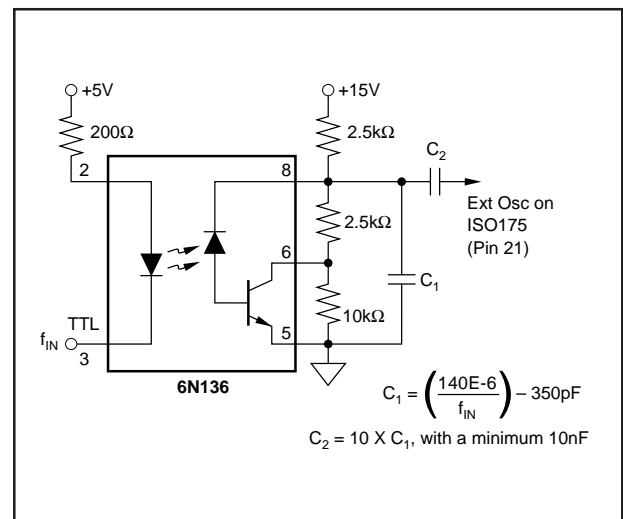 +5V
200Ω
2
+15V
2.5kΩ
8
C2
Ext Osc on
ISO175
(Pin 21)
2.5kΩ
6
C1
10kΩ
5
TTL
fIN
3
6N136
C1 = (140E-6 / fIN) – 350pF
C2 = 10 X C1, with a minimum 10nF